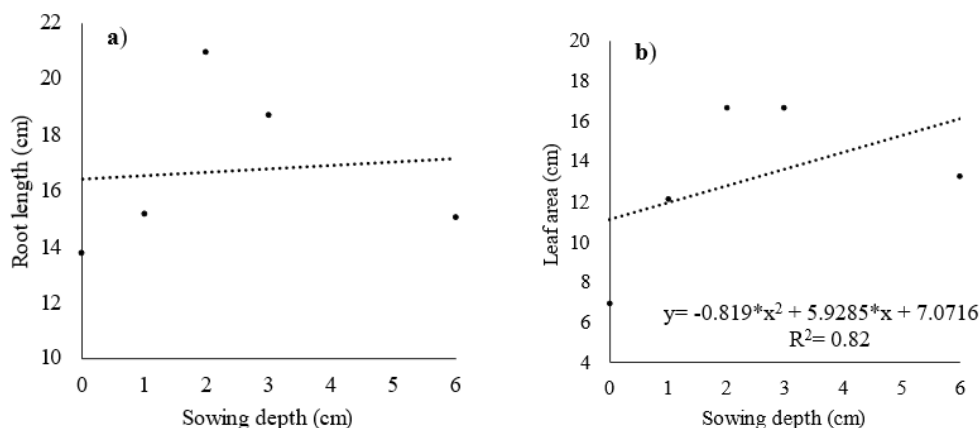 a)
Root length (cm)
22
20
18
16
14
12
10
0 1 2 3 4 5 6
Sowing depth (cm)
b)
Leaf area (cm)
20
18
16
14
12
10
8
6
4
y= -0.819*x² + 5.9285*x + 7.0716
R²= 0.82
0 1 2 3 4 5 6
Sowing depth (cm)